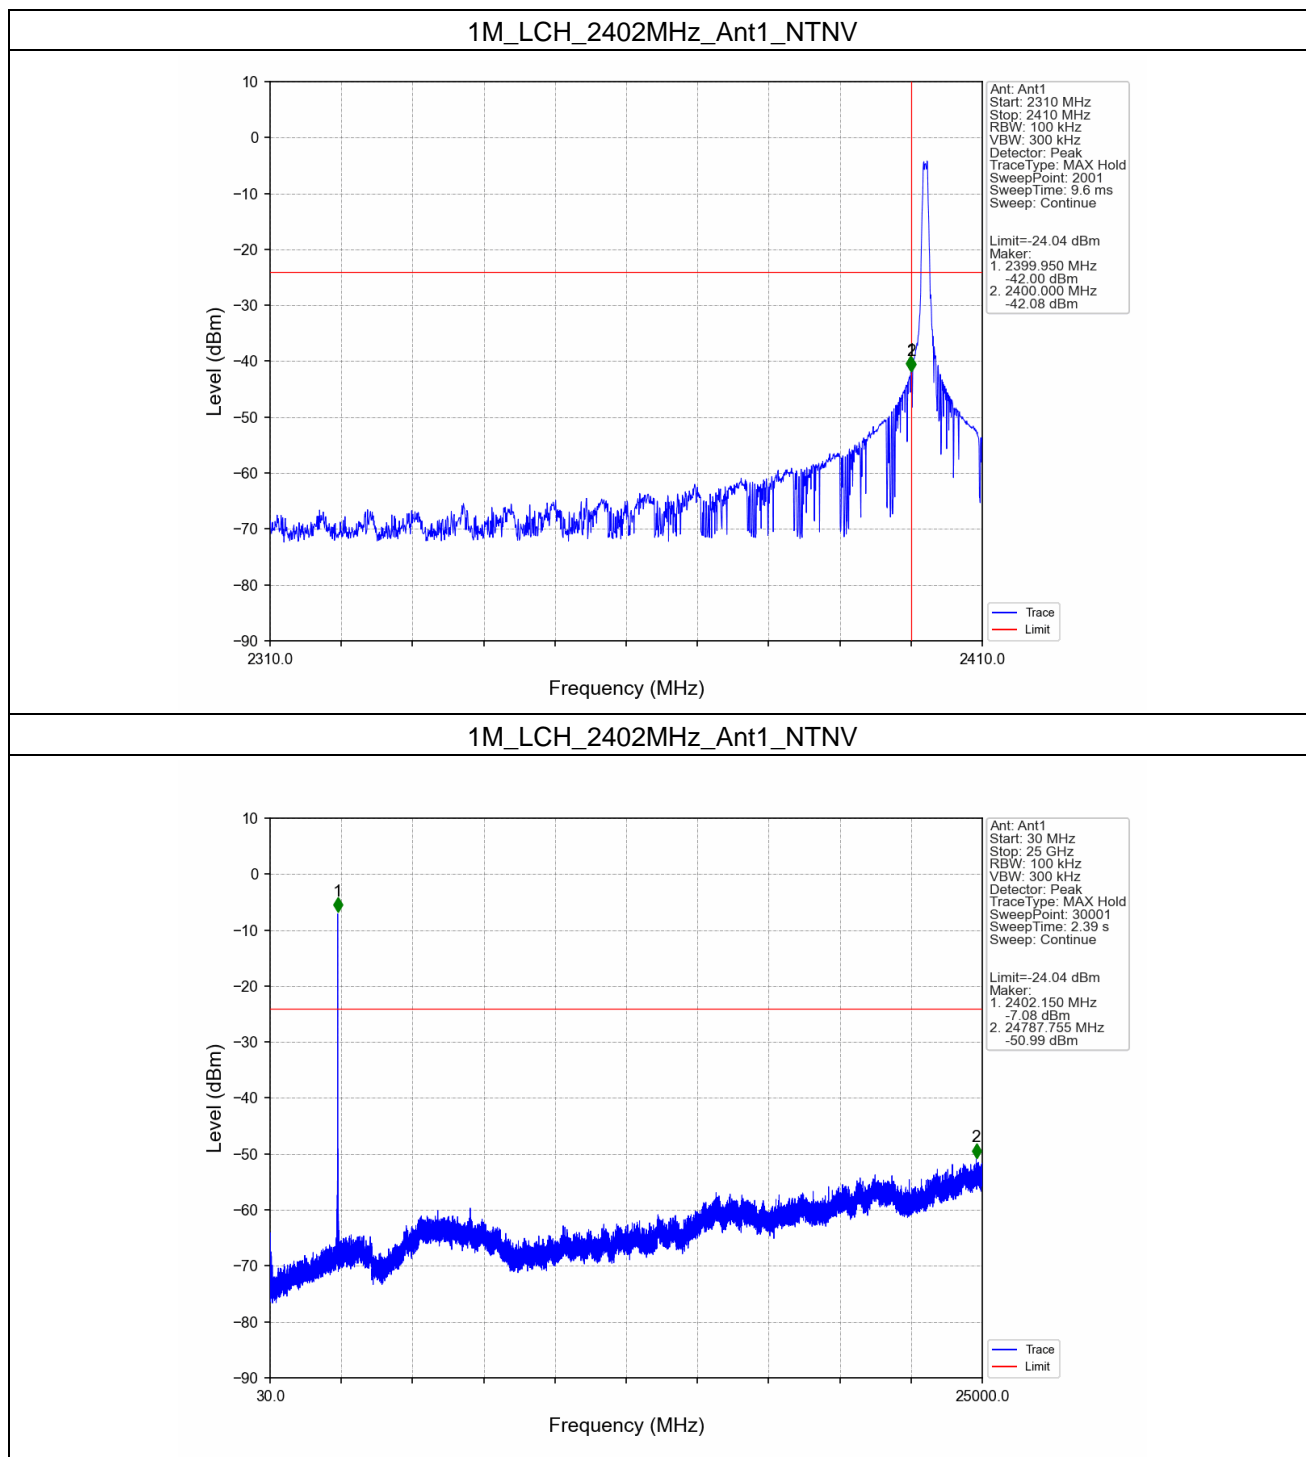 1M_LCH_2402MHz_Ant1_NTNV
10
0
−10
−20
−30
−40
−50
−60
−70
−80
−90
Level (dBm)
2310.0
2410.0
Frequency (MHz)
2
Ant: Ant1
Start: 2310 MHz
Stop: 2410 MHz
RBW: 100 kHz
VBW: 300 kHz
Detector: Peak
TraceType: MAX Hold
SweepPoint: 2001
SweepTime: 9.6 ms
Sweep: Continue
Limit=-24.04 dBm
Maker:
1. 2399.950 MHz
-42.00 dBm
2. 2400.000 MHz
-42.08 dBm
Trace
Limit
1M_LCH_2402MHz_Ant1_NTNV
10
0
−10
−20
−30
−40
−50
−60
−70
−80
−90
Level (dBm)
30.0
25000.0
Frequency (MHz)
1
2
Ant: Ant1
Start: 30 MHz
Stop: 25 GHz
RBW: 100 kHz
VBW: 300 kHz
Detector: Peak
TraceType: MAX Hold
SweepPoint: 30001
SweepTime: 2.39 s
Sweep: Continue
Limit=-24.04 dBm
Maker:
1. 2402.150 MHz
-7.08 dBm
2. 24787.755 MHz
-50.99 dBm
Trace
Limit